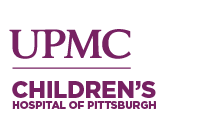 UPMC
CHILDREN'S
HOSPITAL OF PITTSBURGH